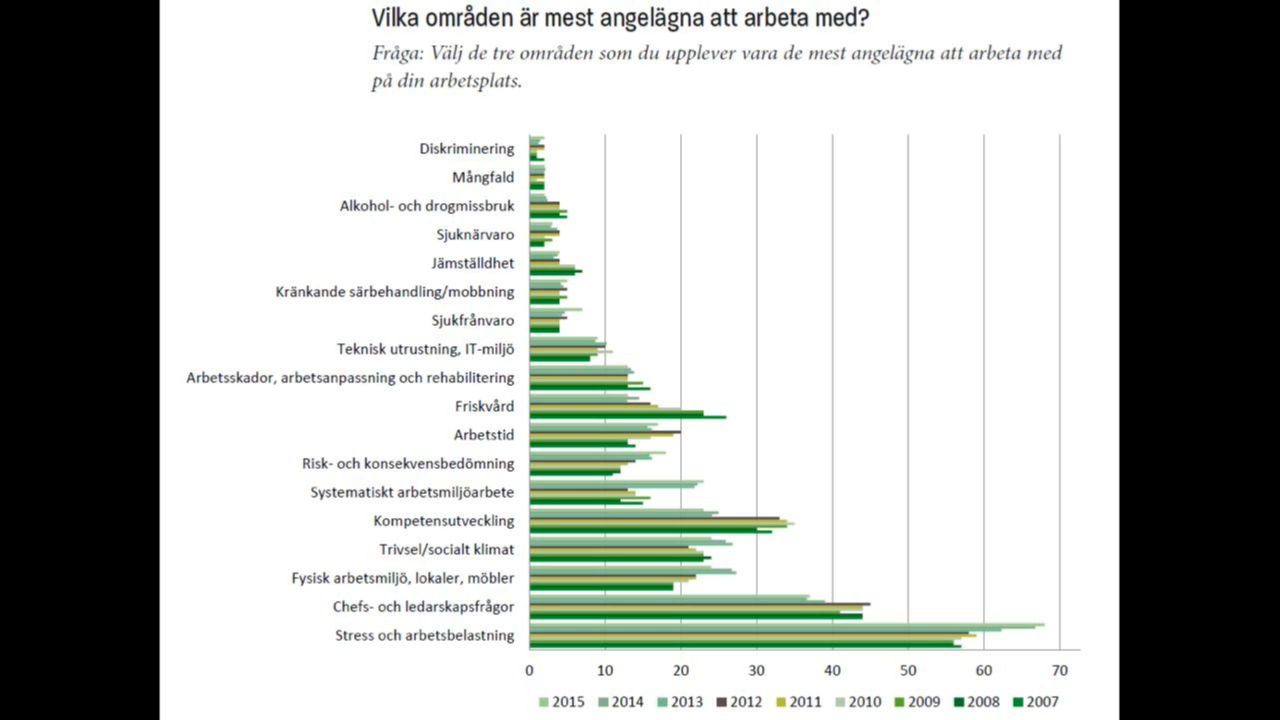 Vilka områden är mest angelägna att arbeta med?
Fråga: Välj de tre områden som du upplever vara de mest angelägna att arbeta med
på din arbetsplats.
Diskriminering
Mångfald
Alkohol- och drogmissbruk
Sjuknärvaro
Jämställdhet
Kränkande särbehandling/mobbning
Sjukfrånvaro
Teknisk utrustning, IT-miljö
Arbetsskador, arbetsanpassning och rehabilitering
Friskvård
Arbetstid
Risk- och konsekvensbedömning
Systematiskt arbetsmiljöarbete
Kompetensutveckling
Trivsel/socialt klimat
Fysisk arbetsmiljö, lokaler, möbler
Chefs- och ledarskapsfrågor
Stress och arbetsbelastning
0 10 20 30 40 50 60 70
2015 2014 2013 2012 2011 2010 2009 2008 2007